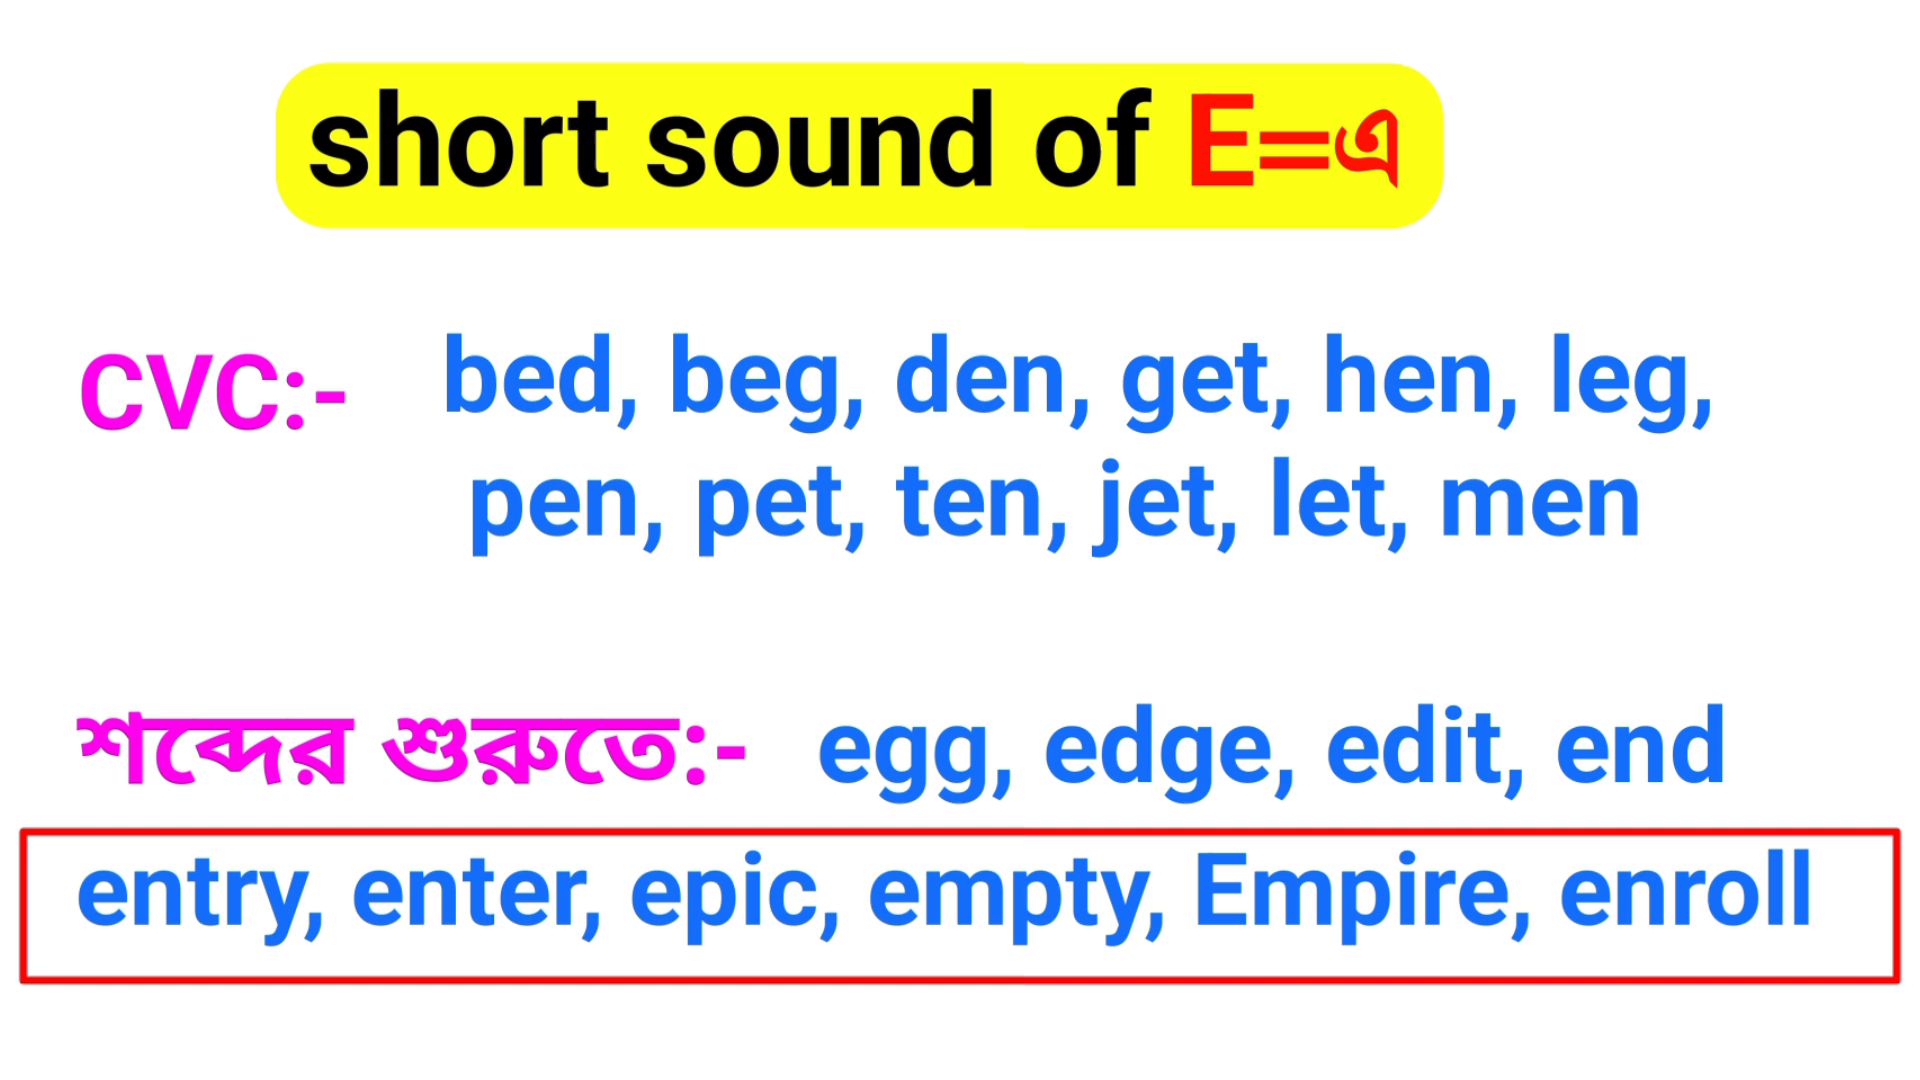 short sound of E=এ
CVC:- bed, beg, den, get, hen, leg,
pen, pet, ten, jet, let, men
শব্দের শুরুতে:- egg, edge, edit, end
entry, enter, epic, empty, Empire, enroll